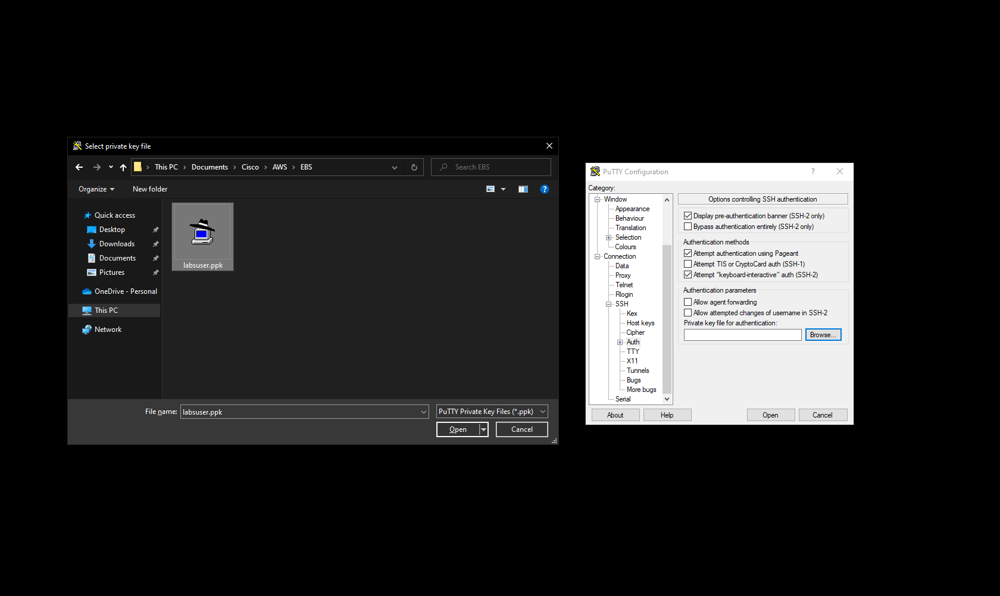 Select private key file
This PC > Documents > Cisco > AWS > EBS
Search EBS
Organize
New folder
Quick access
Desktop
Downloads
Documents
Pictures
OneDrive - Personal
This PC
Network
labsuser.ppk
File name: labsuser.ppk
PuTTY Private Key Files (*.ppk)
Open
Cancel
PuTTY Configuration
?
Category:
Window
Appearance
Behaviour
Translation
Selection
Colours
Connection
Data
Proxy
Telnet
Rlogin
SSH
Kex
Host keys
Cipher
Auth
TTY
X11
Tunnels
Bugs
More bugs
Serial
Options controlling SSH authentication
Display pre-authentication banner (SSH-2 only)
Bypass authentication entirely (SSH-2 only)
Authentication methods
Attempt authentication using Pageant
Attempt TIS or CryptoCard auth (SSH-1)
Attempt "keyboard-interactive" auth (SSH-2)
Authentication parameters
Allow agent forwarding
Allow attempted changes of username in SSH-2
Private key file for authentication:
Browse...
About
Help
Open
Cancel